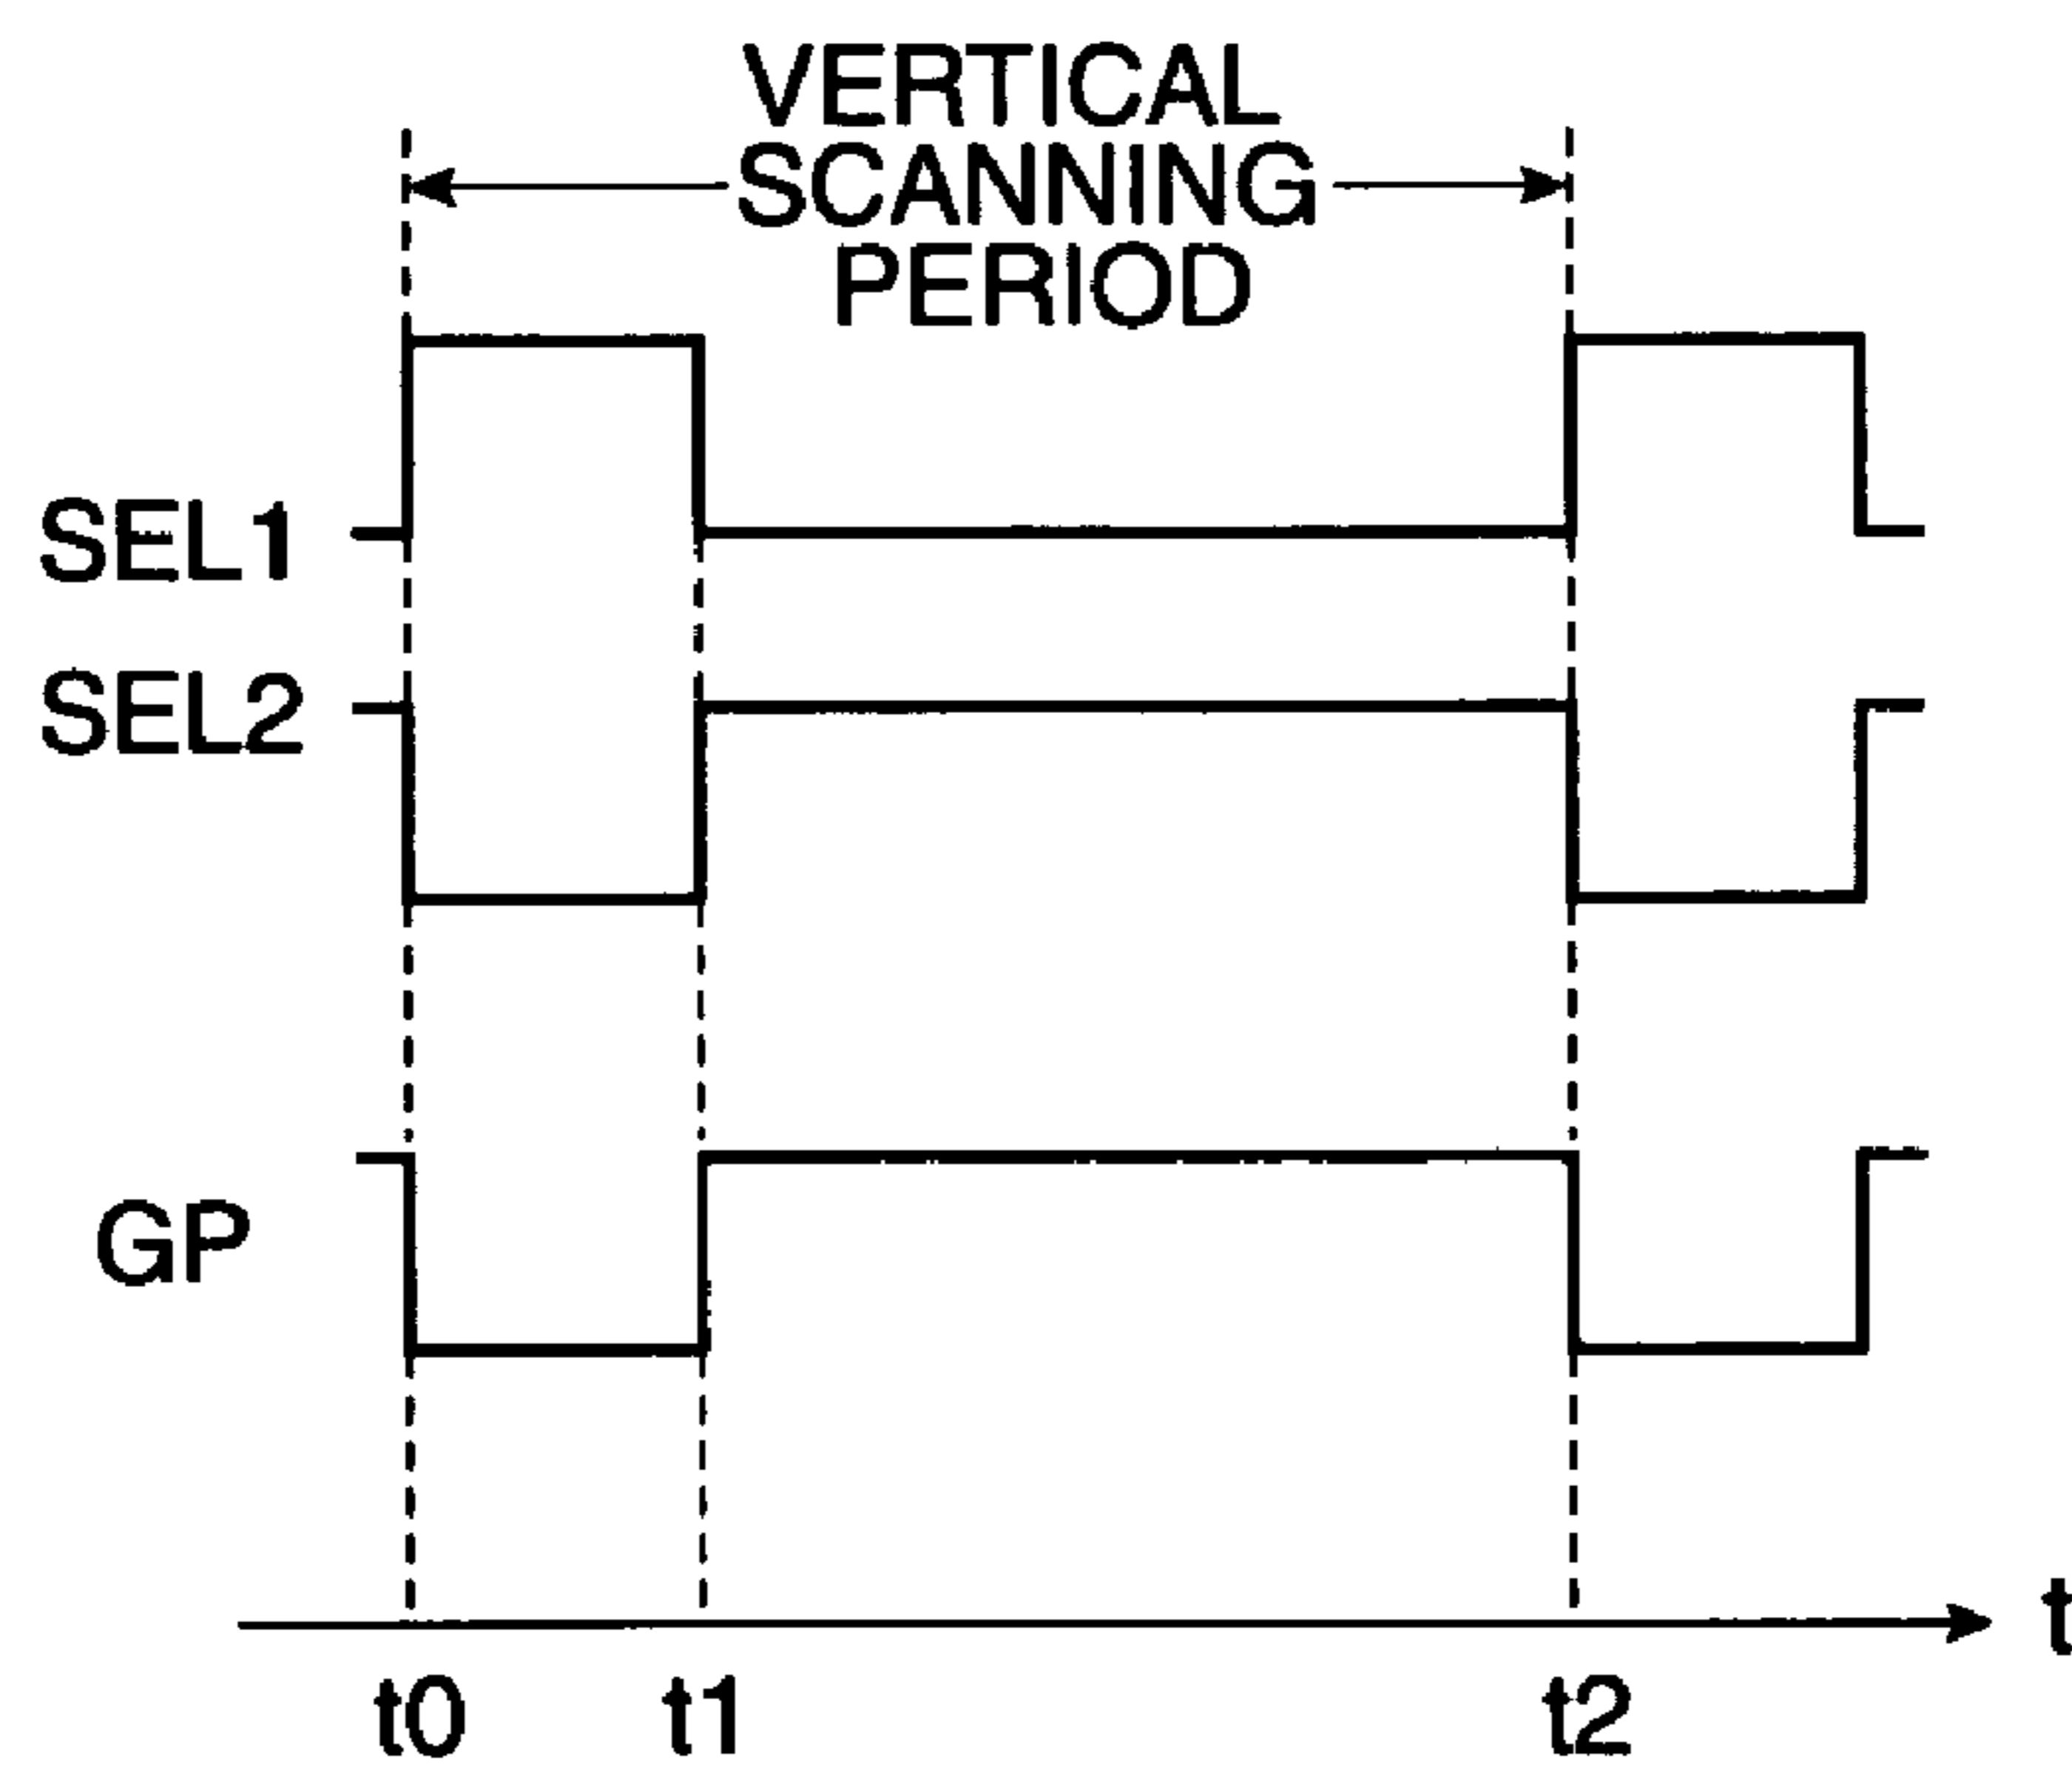 VERTICAL
SCANNING
PERIOD
SEL1
SEL2
GP
t
t0 t1 t2